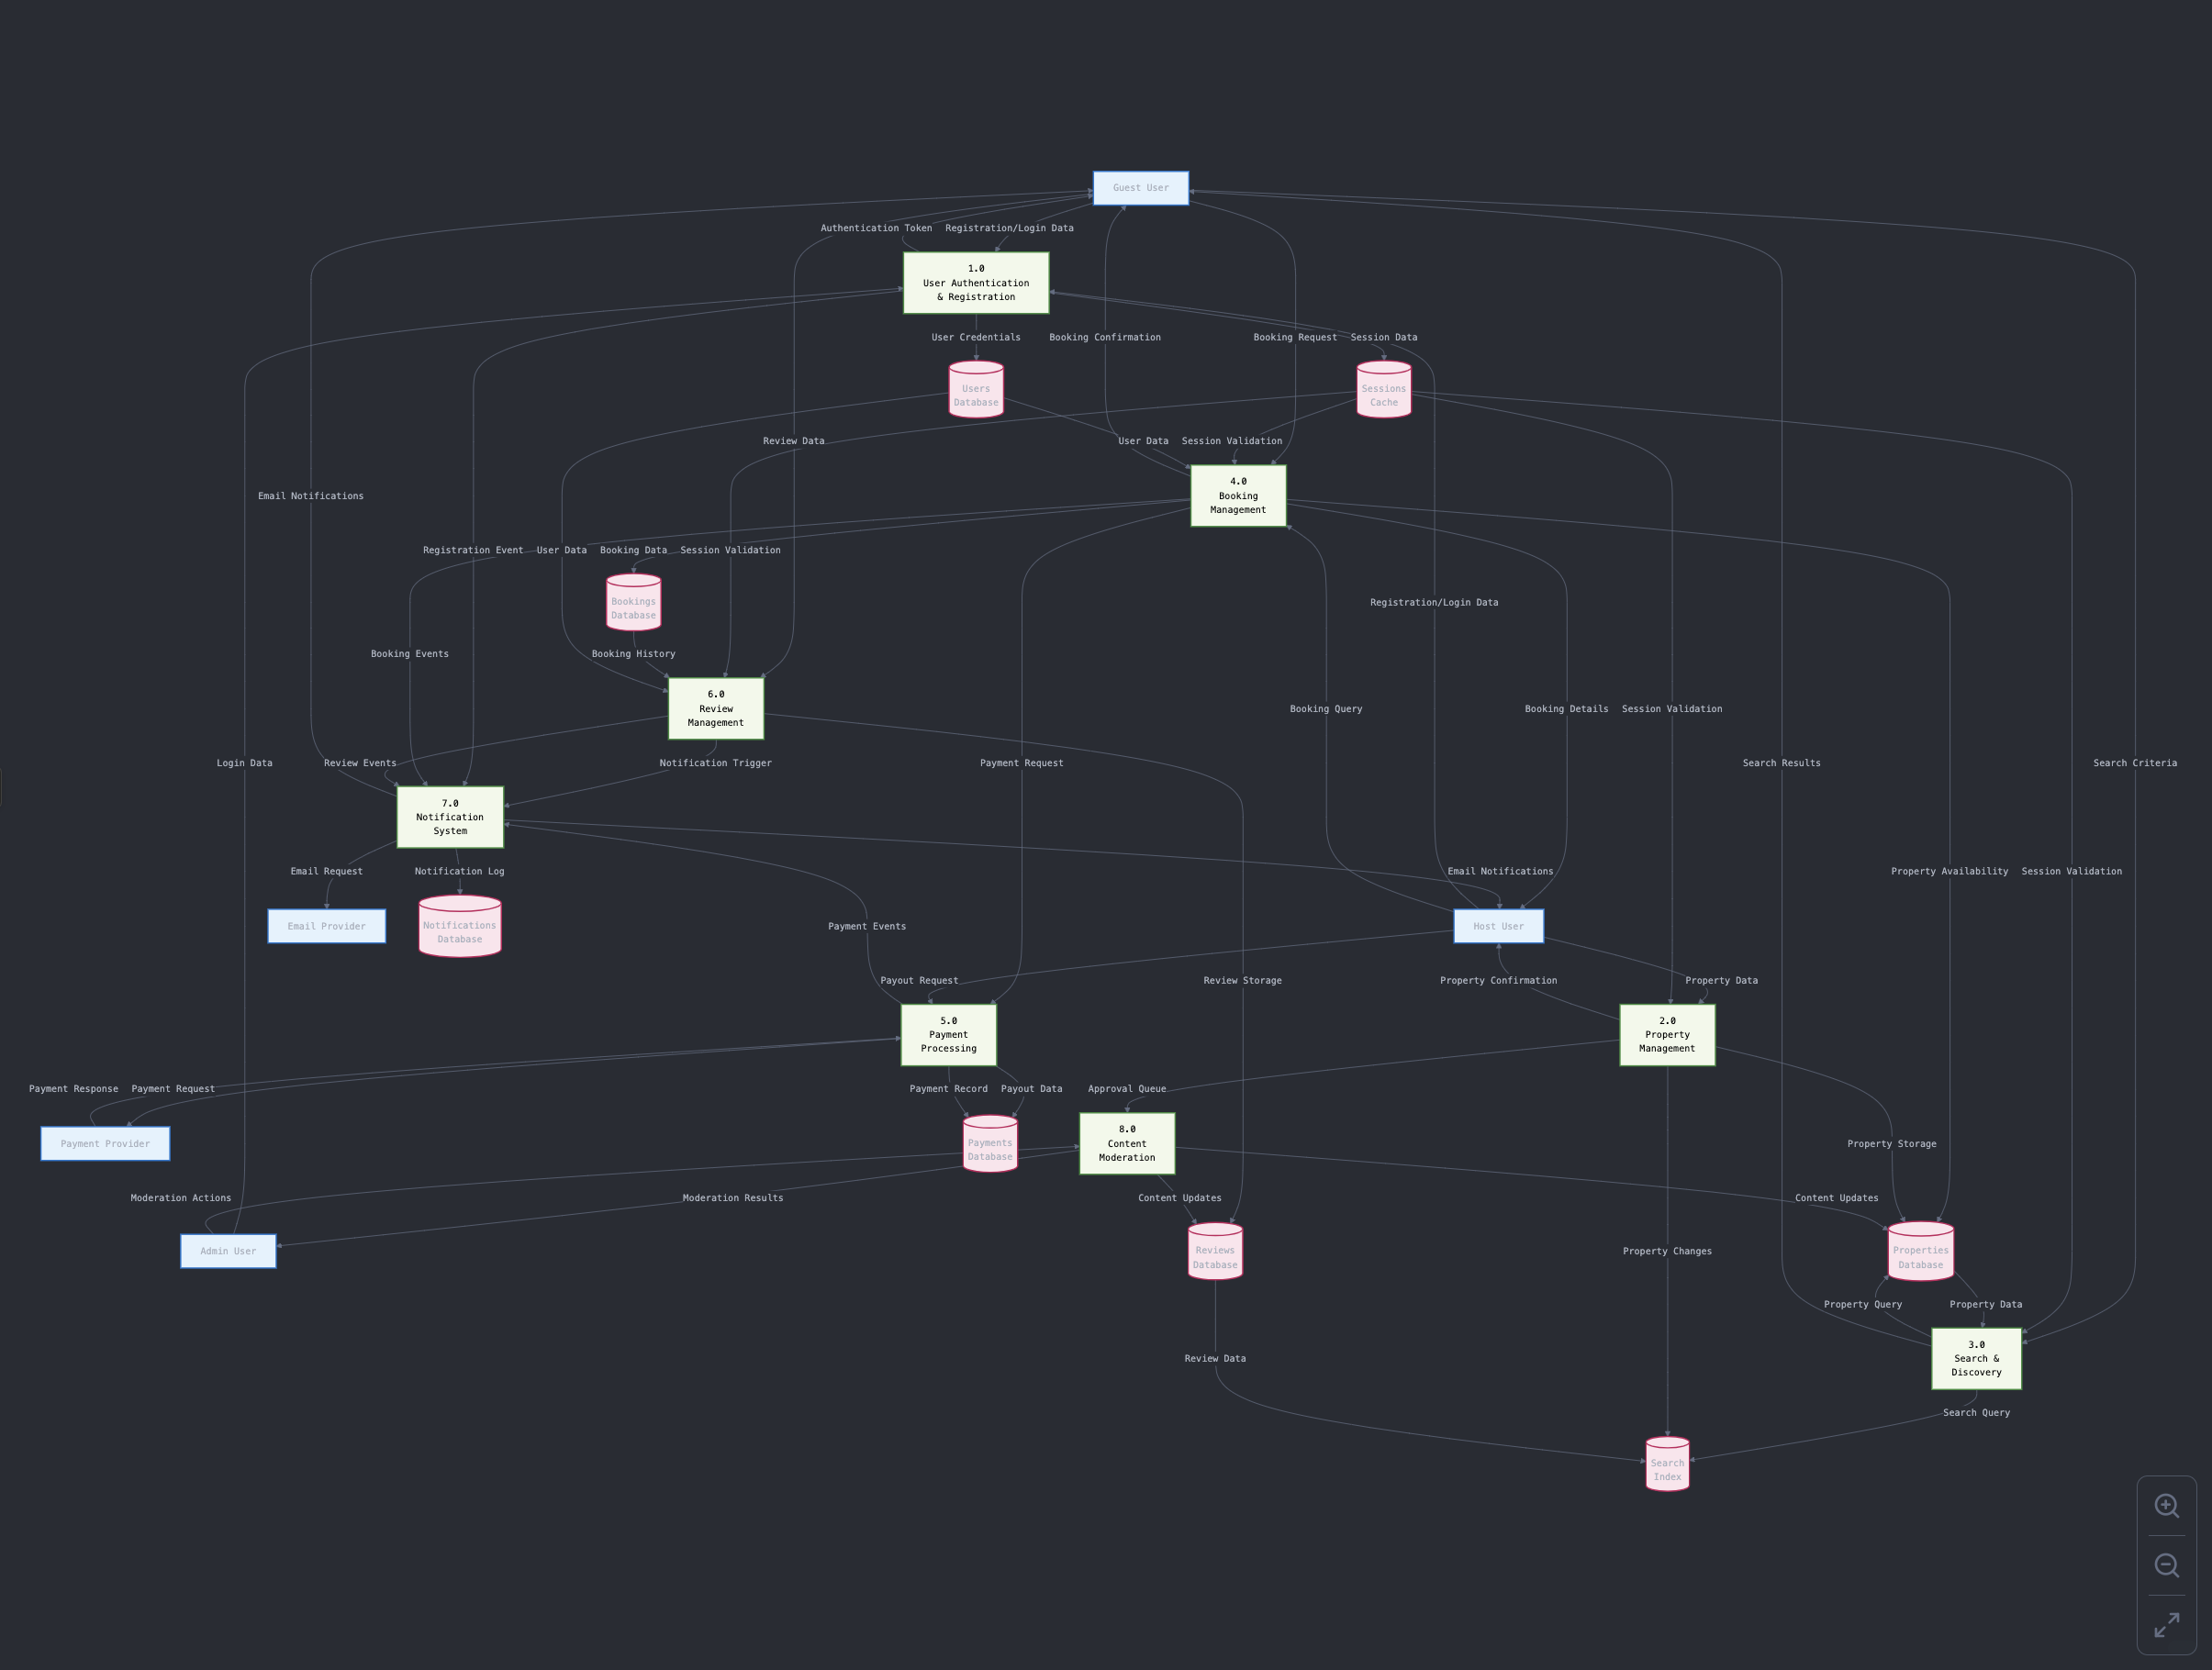 Guest User
Authentication Token
Registration/Login Data
1.0
User Authentication
& Registration
User Credentials
Booking Confirmation
Booking Request
Session Data
Users
Database
Sessions
Cache
Review Data
User Data
Session Validation
4.0
Booking
Management
Email Notifications
Registration Event
User Data
Booking Data
Session Validation
Bookings
Database
Registration/Login Data
Booking Events
Booking History
6.0
Review
Management
Booking Query
Booking Details
Session Validation
Login Data
Review Events
Notification Trigger
Payment Request
Search Results
Search Criteria
7.0
Notification
System
Email Request
Notification Log
Email Notifications
Property Availability
Session Validation
Email Provider
Notifications
Database
Payment Events
Host User
Payout Request
Review Storage
Property Confirmation
Property Data
5.0
Payment
Processing
2.0
Property
Management
Payment Response
Payment Request
Payment Record
Payout Data
Approval Queue
Payment Provider
Payments
Database
8.0
Content
Moderation
Property Storage
Moderation Actions
Moderation Results
Content Updates
Content Updates
Admin User
Reviews
Database
Property Changes
Properties
Database
Property Query
Property Data
Review Data
3.0
Search &
Discovery
Search Query
Search
Index